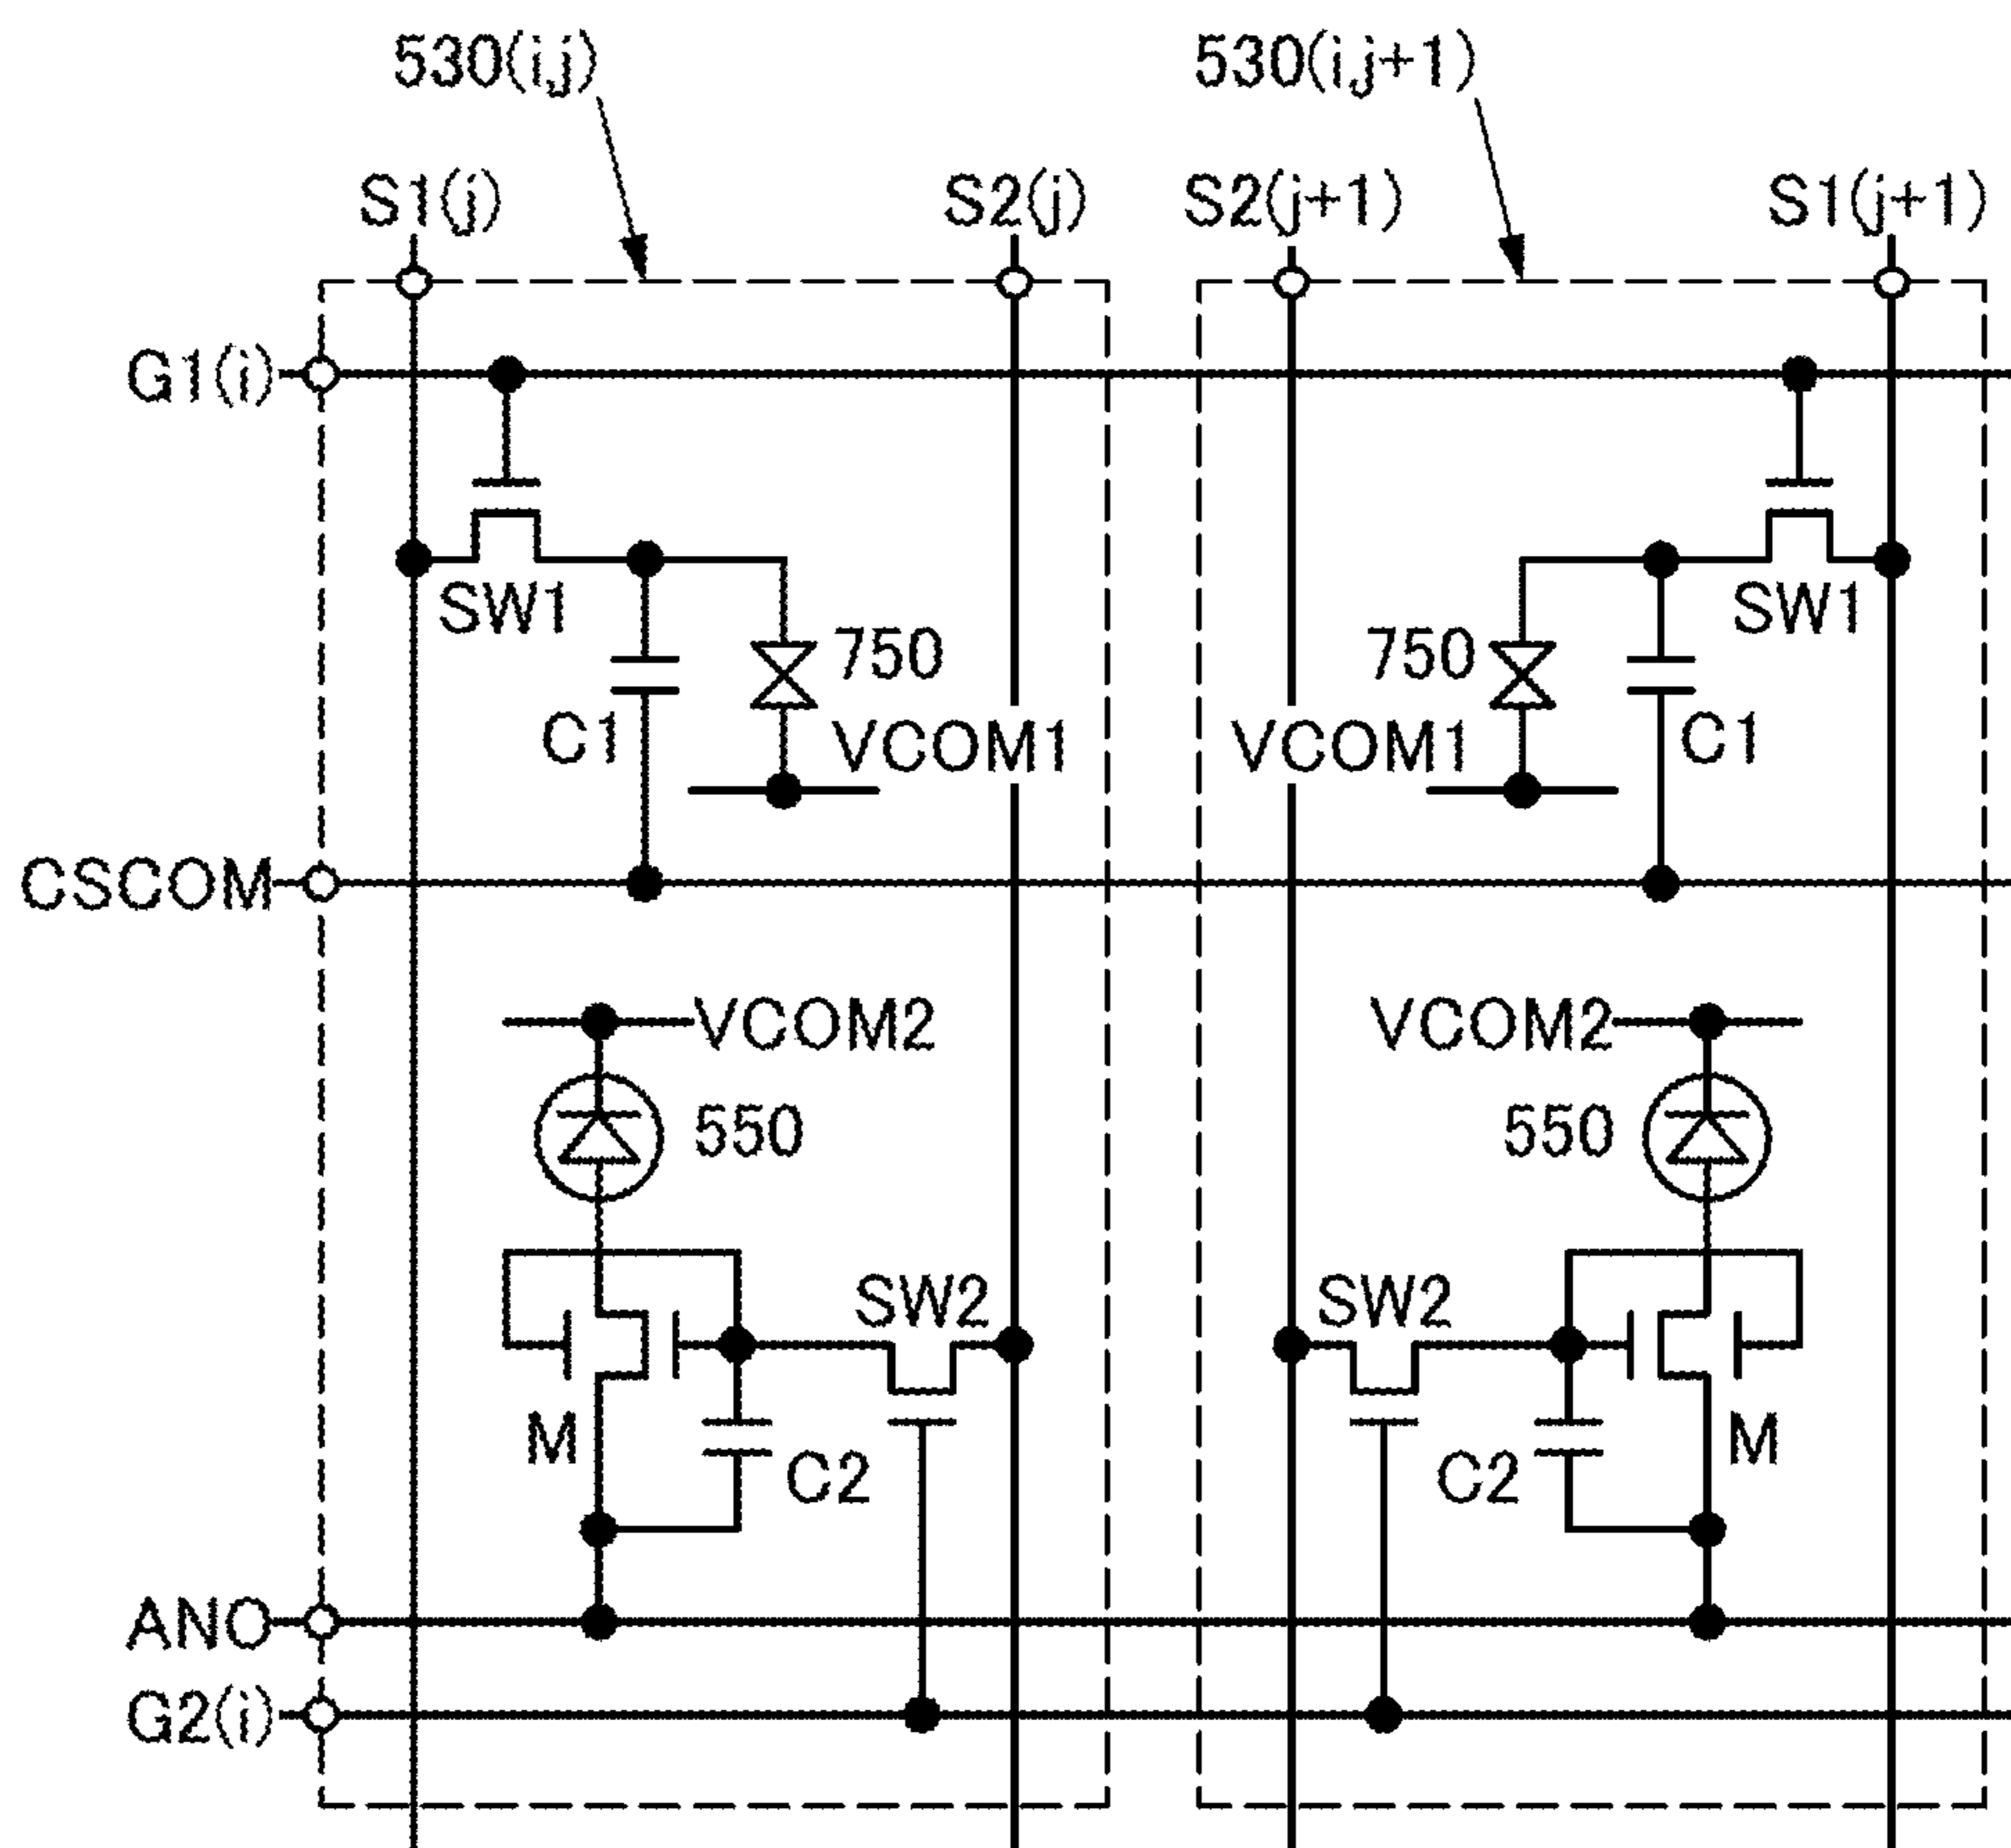 530(i,j) 530(i,j+1)
S1(j) S2(j) S2(j+1) S1(j+1)
G1(i)
SW1 SW1
750 750
C1 VCOM1 VCOM1 C1
CSCOM
VCOM2 VCOM2
550 550
SW2 SW2
M C2 C2 M
ANO
G2(i)